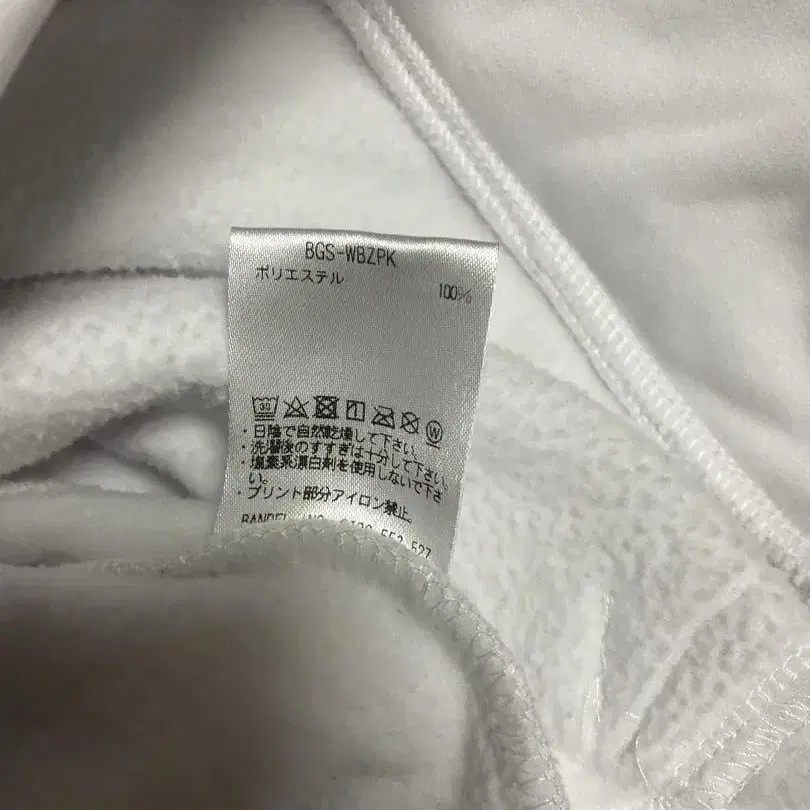 BGS-WBZPK
ポリエステル 100%
30 W
・日陰で自然乾燥して下さい。
・洗濯後のすすぎは十分して下さい。
・塩素系漂白剤を使用しないで下さ
い。
・プリント部分アイロン禁止。